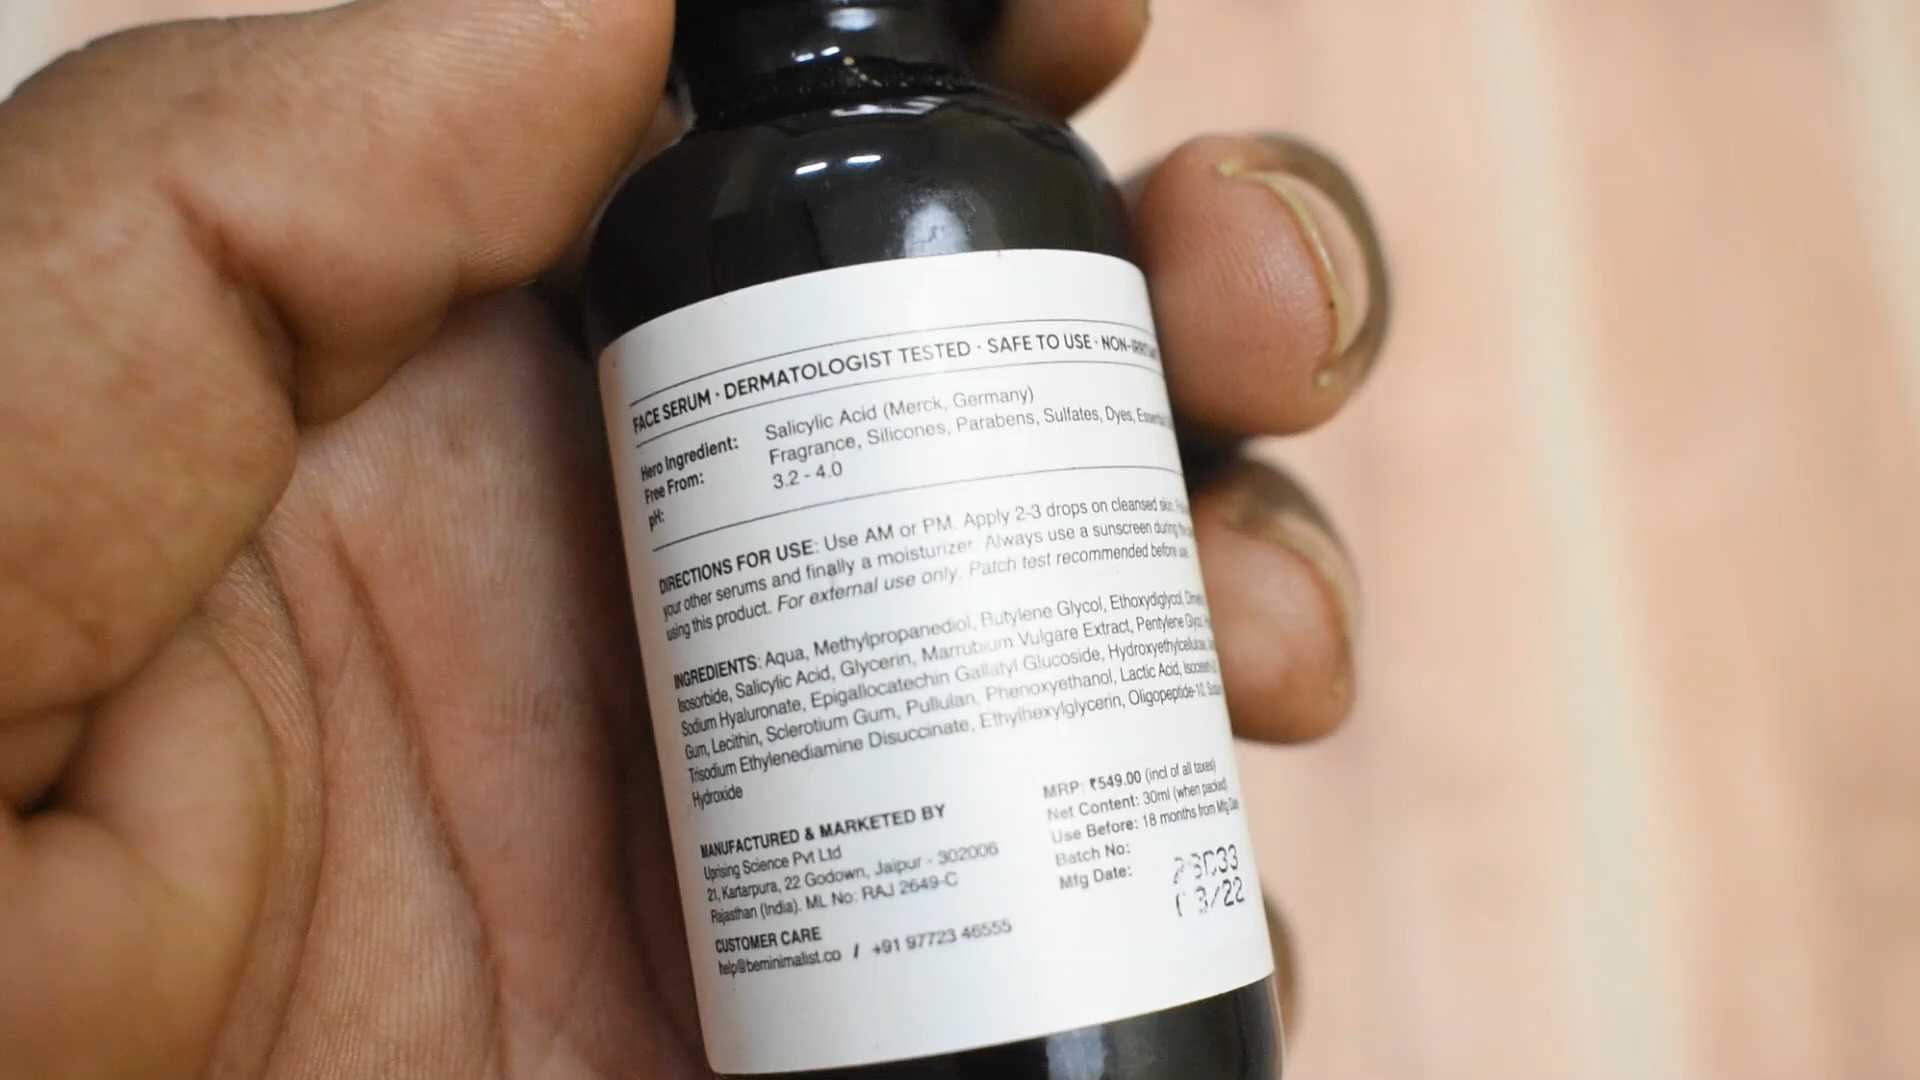 FACE SERUM · DERMATOLOGIST TESTED · SAFE TO USE ·
Hero Ingredient: Salicylic Acid (Merck, Germany)
Free From: Fragrance, Silicones, Parabens, Sulfates, Dyes,
pH: 3.2 - 4.0
DIRECTIONS FOR USE: Use AM or PM. Apply 2-3 drops on cleansed skin.
your other serums and finally a moisturizer. Always use a sunscreen during the
using this product. For external use only. Patch test recommended before use.
INGREDIENTS: Aqua, Methylpropanediol, Butylene Glycol, Ethoxydiglycol,
Isosorbide, Salicylic Acid, Glycerin, Marrubium Vulgare Extract, Pentylene Glycol,
Sodium Hyaluronate, Epigallocatechin Gallatyl Glucoside, Hydroxyethylcellulose,
Gum, Lecithin, Sclerotium Gum, Pullulan, Phenoxyethanol, Lactic Acid,
Trisodium Ethylenediamine Disuccinate, Ethylhexylglycerin, Oligopeptide-10,
Hydroxide
MANUFACTURED & MARKETED BY
Uprising Science Pvt Ltd
21, Kartarpura, 22 Godown, Jaipur - 302006
Rajasthan (India). ML No: RAJ 2649-C
CUSTOMER CARE
help@beminimalist.co / +91 97723 46555
MRP: ₹549.00 (incl of all taxes)
Net Content: 30ml (when packed)
Use Before: 18 months from Mfg Date
Batch No:
Mfg Date: 03/22